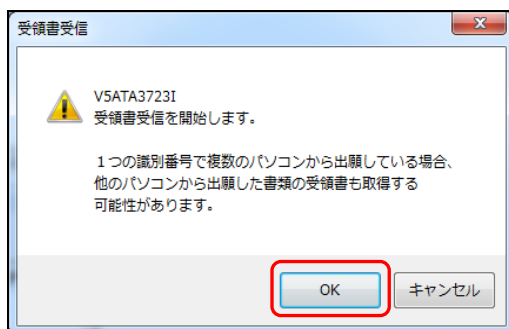 受領書受信
V5ATA3723I
受領書受信を開始します。
１つの識別番号で複数のパソコンから出願している場合、
他のパソコンから出願した書類の受領書も取得する
可能性があります。
OK
キャンセル